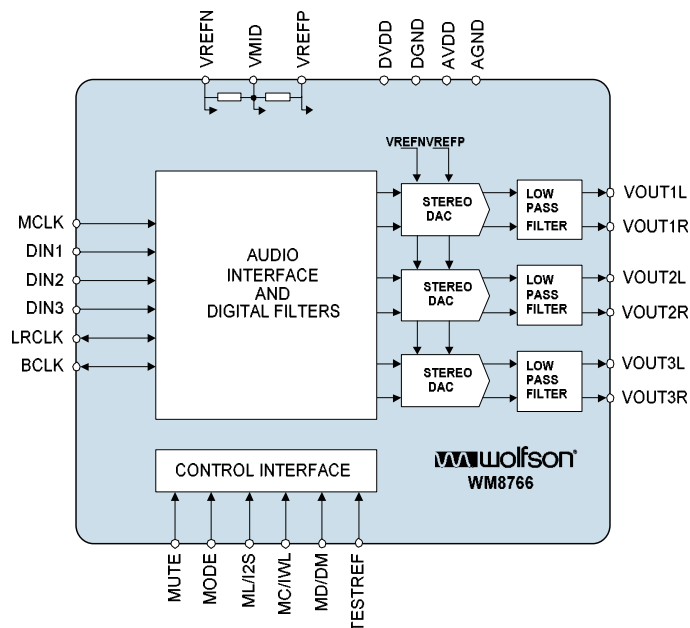 VREFN
VMID
VREFP
DVDD
DGND
AVDD
AGND
VREFNVREFP
MCLK
DIN1
DIN2
DIN3
LRCLK
BCLK
AUDIO
INTERFACE
AND
DIGITAL FILTERS
STEREO
DAC
LOW
PASS
FILTER
VOUT1L
VOUT1R
STEREO
DAC
LOW
PASS
FILTER
VOUT2L
VOUT2R
STEREO
DAC
LOW
PASS
FILTER
VOUT3L
VOUT3R
CONTROL INTERFACE
wolfson
WM8766
MUTE
MODE
ML/I2S
MC/IWL
MD/DM
TESTREF